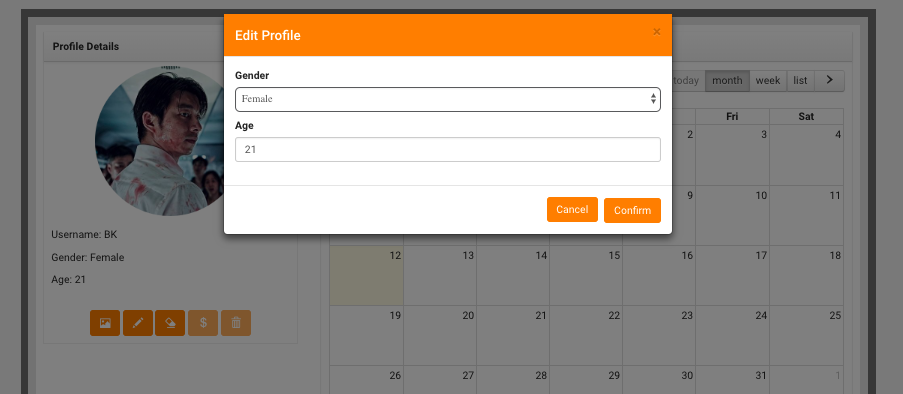 Edit Profile ×
Profile Details
Gender
Female
Age
21
Cancel Confirm
Username: BK
Gender: Female
Age: 21
$
today month week list
Fri Sat
2 3 4
9 10 11
12 13 14 15 16 17 18
19 20 21 22 23 24 25
26 27 28 29 30 31 1